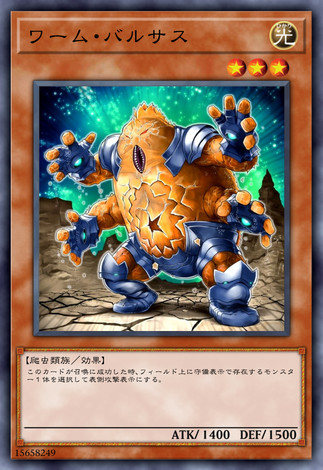 ワーム・バルサス
光
【爬虫類族／効果】
このカードが召喚に成功した時、フィールド上に守備表示で存在するモンスタ
ー１体を選択して表側攻撃表示にする。
ATK/ 1400 DEF/1500
15658249